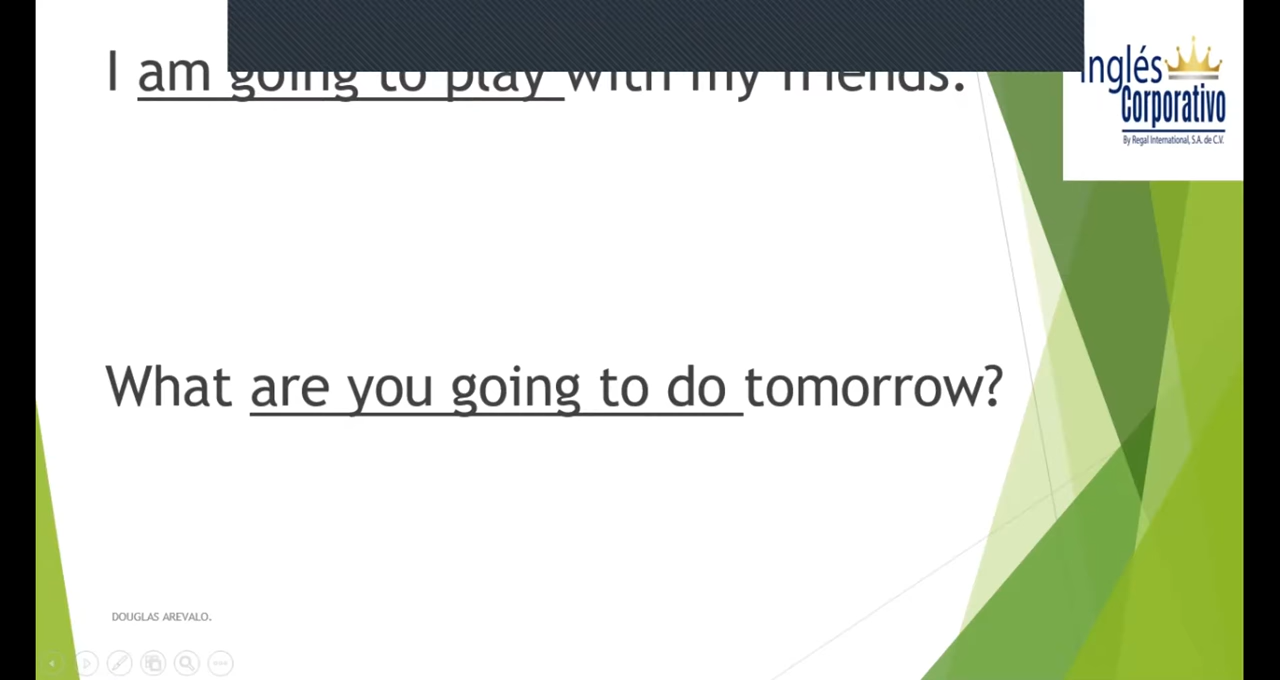 I am going to play with my friends.
Inglés
Corporativo
By Regal International, S.A. de C.V.
What are you going to do tomorrow?
DOUGLAS AREVALO.